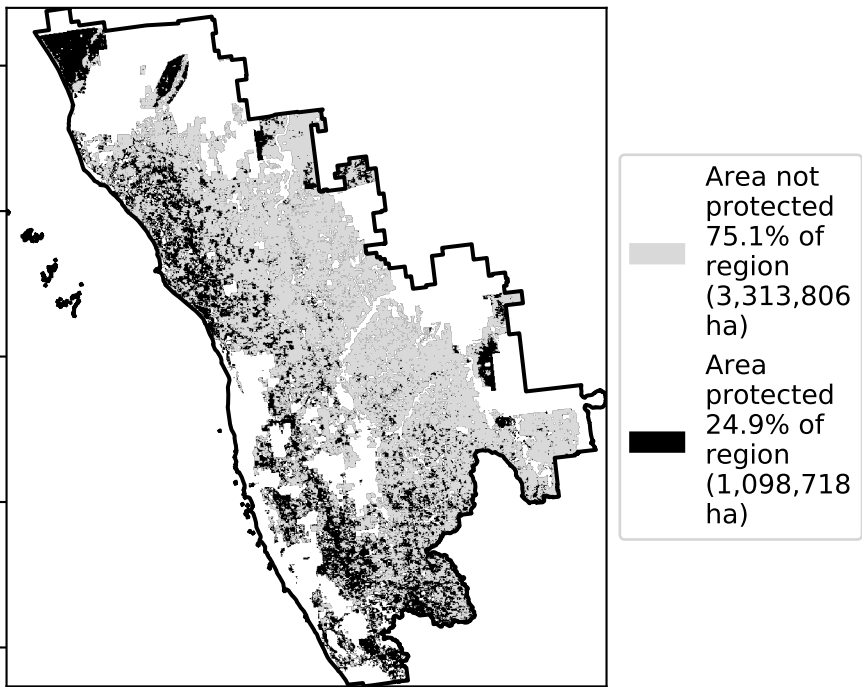 Area not
protected
75.1% of
region
(3,313,806
ha)
Area
protected
24.9% of
region
(1,098,718
ha)